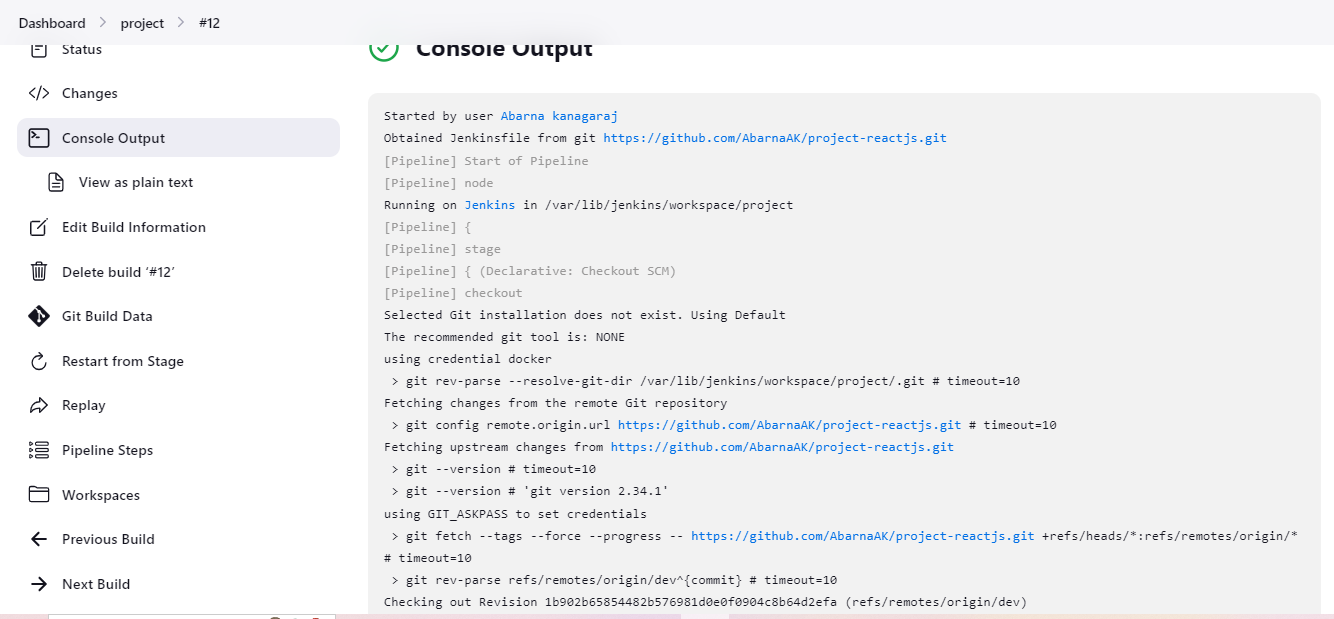 Dashboard > project > #12
Status
Changes
Console Output
View as plain text
Edit Build Information
Delete build ‘#12’
Git Build Data
Restart from Stage
Replay
Pipeline Steps
Workspaces
Previous Build
Next Build
Console Output
Started by user Abarna kanagaraj
Obtained Jenkinsfile from git https://github.com/AbarnaAK/project-reactjs.git
[Pipeline] Start of Pipeline
[Pipeline] node
Running on Jenkins in /var/lib/jenkins/workspace/project
[Pipeline] {
[Pipeline] stage
[Pipeline] { (Declarative: Checkout SCM)
[Pipeline] checkout
Selected Git installation does not exist. Using Default
The recommended git tool is: NONE
using credential docker
> git rev-parse --resolve-git-dir /var/lib/jenkins/workspace/project/.git # timeout=10
Fetching changes from the remote Git repository
> git config remote.origin.url https://github.com/AbarnaAK/project-reactjs.git # timeout=10
Fetching upstream changes from https://github.com/AbarnaAK/project-reactjs.git
> git --version # timeout=10
> git --version # 'git version 2.34.1'
using GIT_ASKPASS to set credentials
> git fetch --tags --force --progress -- https://github.com/AbarnaAK/project-reactjs.git +refs/heads/*:refs/remotes/origin/*
# timeout=10
> git rev-parse refs/remotes/origin/dev^{commit} # timeout=10
Checking out Revision 1b902b65854482b576981d0e0f0904c8b64d2efa (refs/remotes/origin/dev)